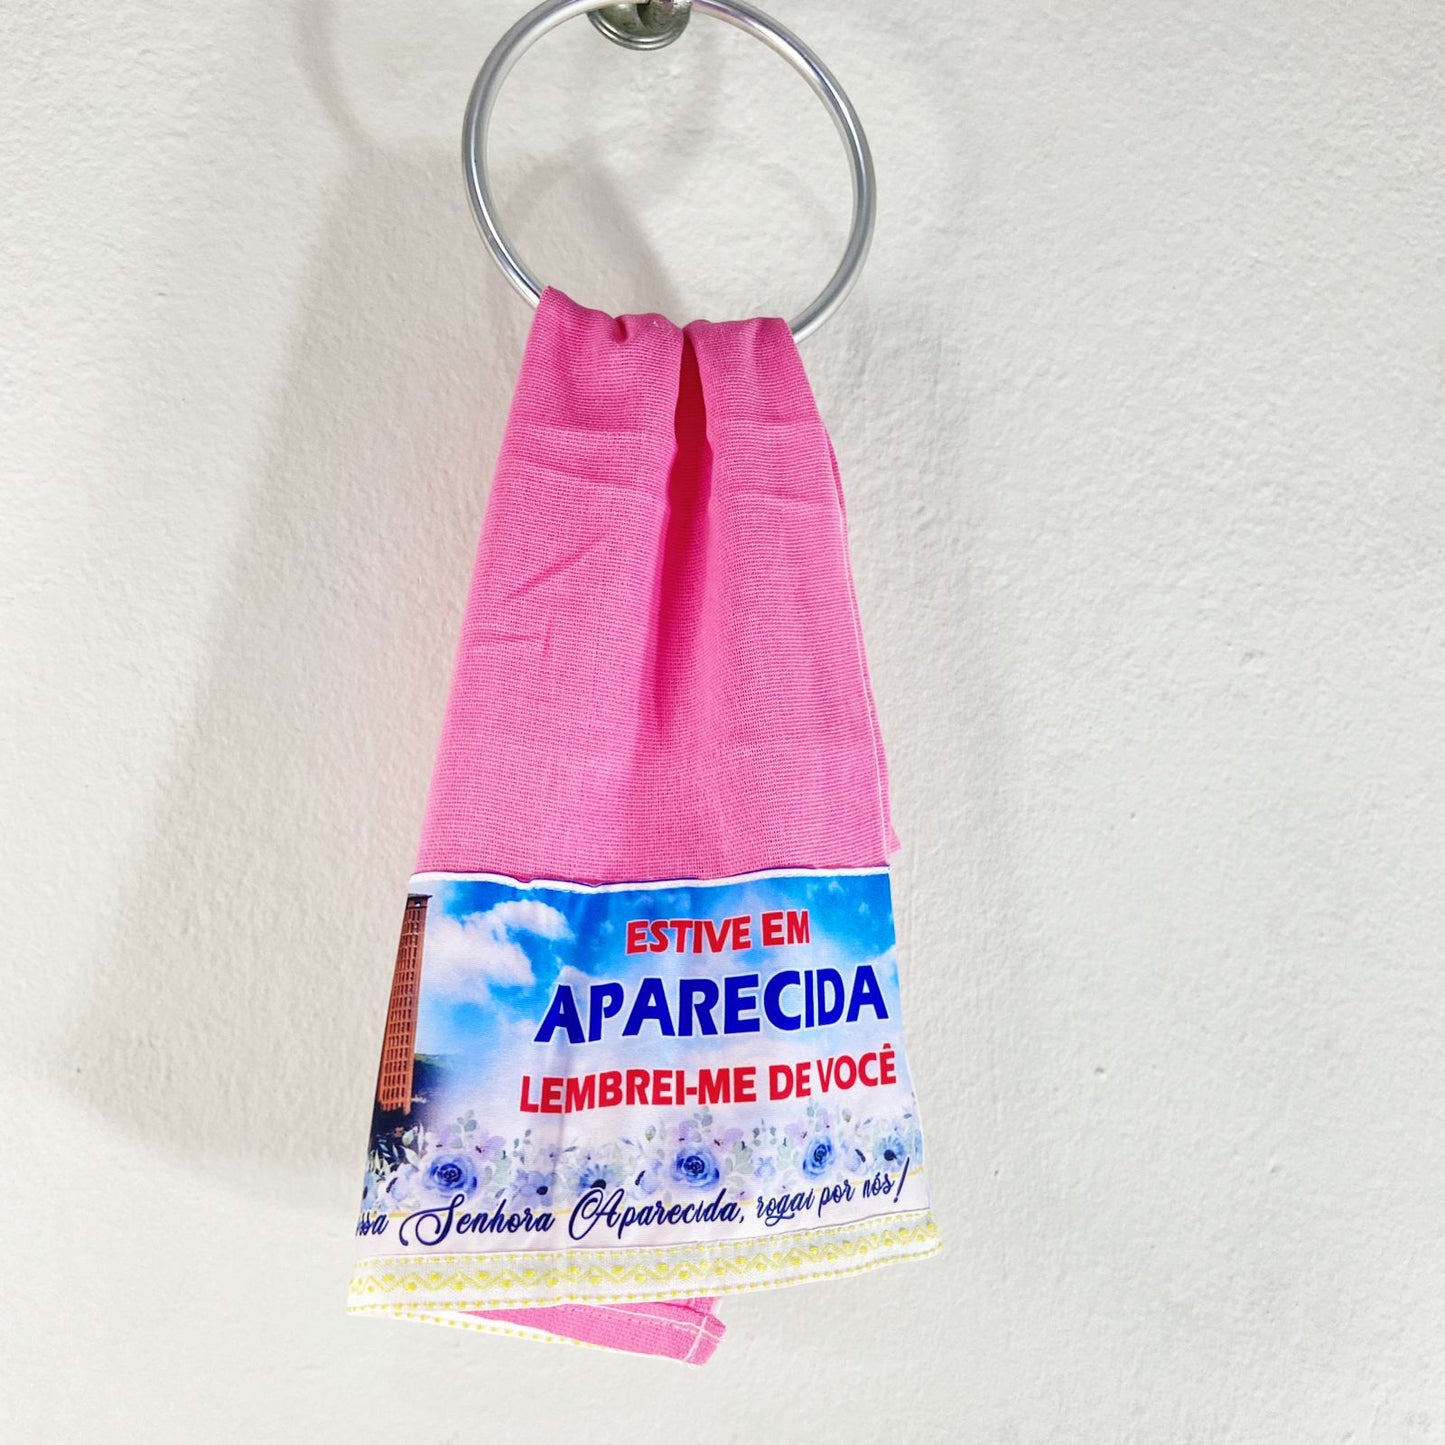 ESTIVE EM
APARECIDA
LEMBREI-ME DE VOCÊ
Senhora Aparecida, rogai por nós!